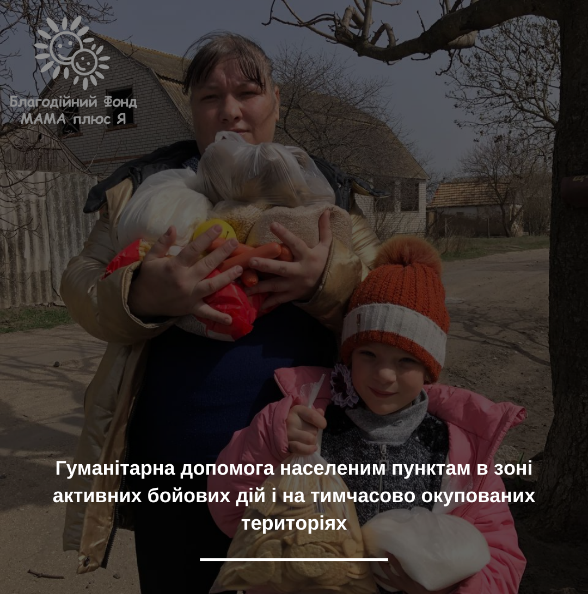 Благодійний Фонд
МАМА плюс Я
Гуманітарна допомога населеним пунктам в зоні
активних бойових дій і на тимчасово окупованих
територіях